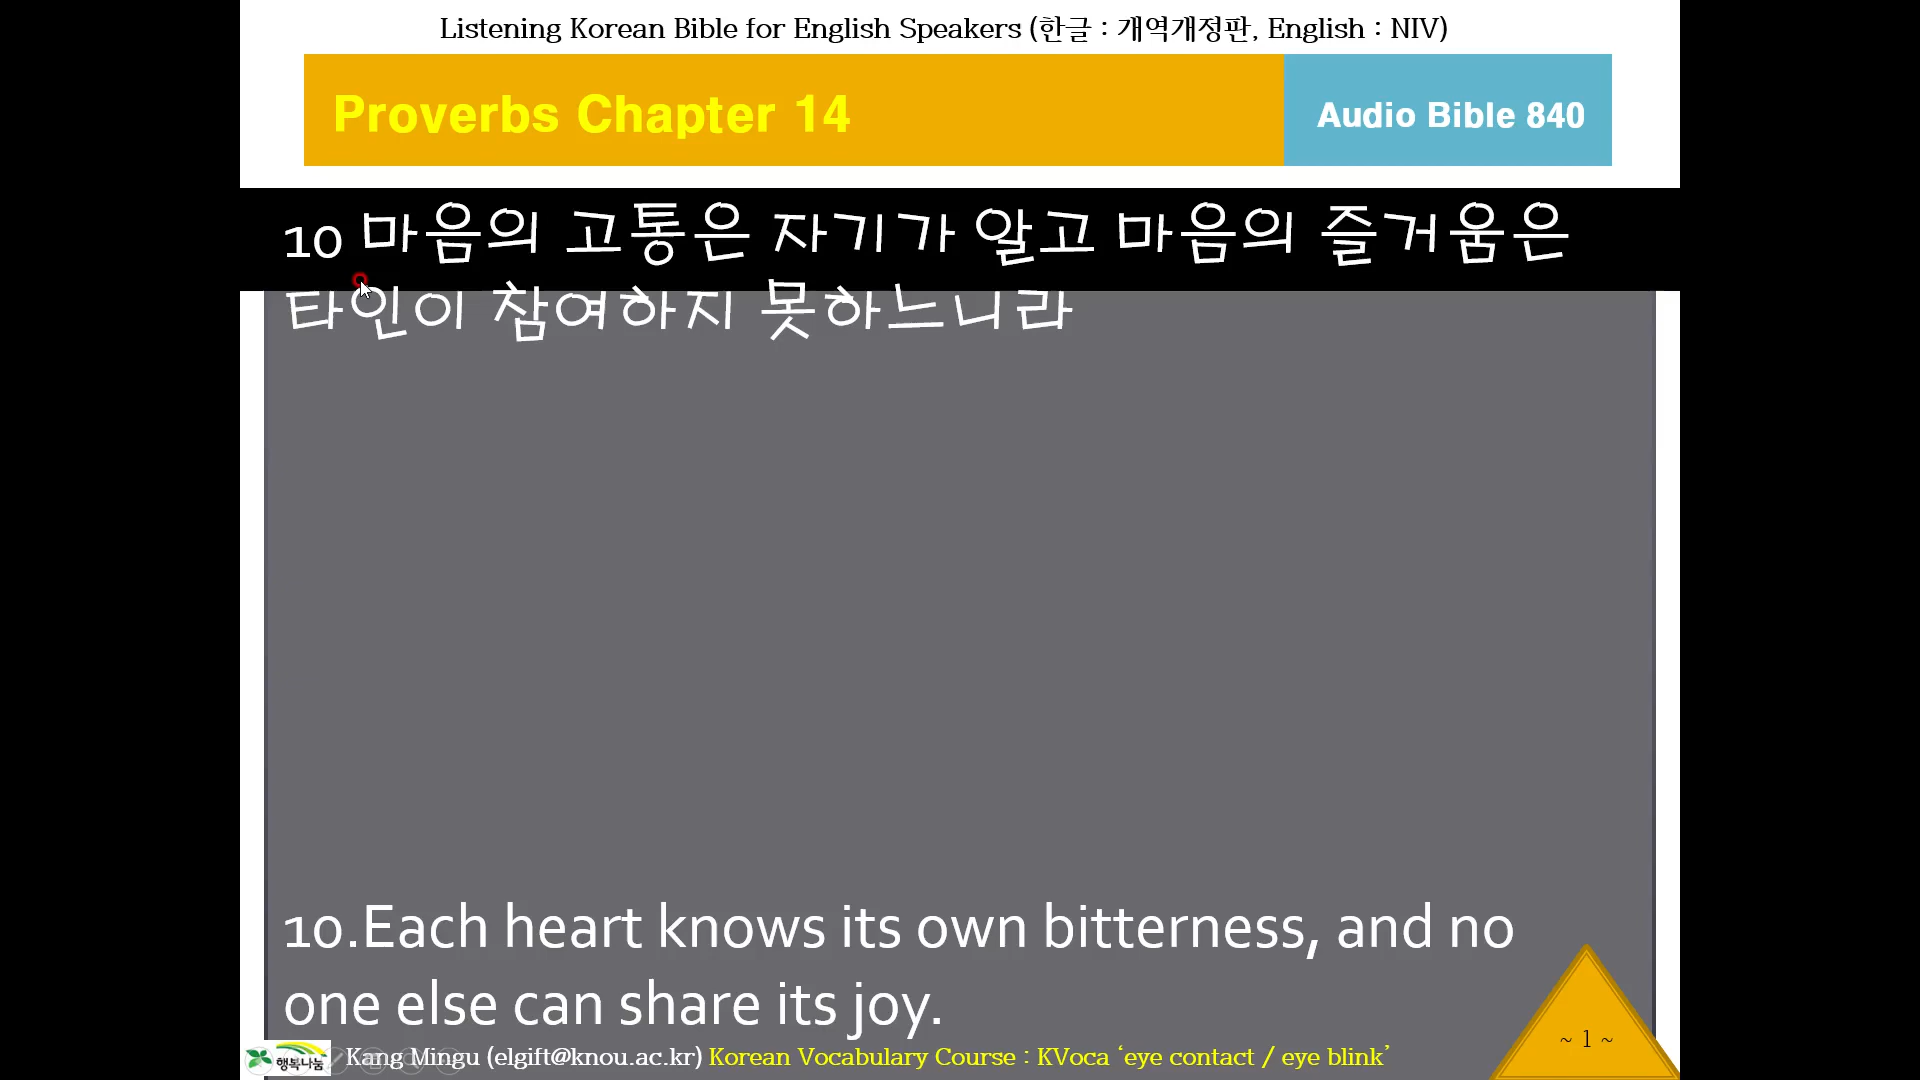 Listening Korean Bible for English Speakers (한글 : 개역개정판, English : NIV)
Proverbs Chapter 14
Audio Bible 840
10 마음의 고통은 자기가 알고 마음의 즐거움은
타인이 참여하지 못하느니라
10.Each heart knows its own bitterness, and no
one else can share its joy.
~ 1 ~
행복나눔
Kang Mingu (elgift@knou.ac.kr) Korean Vocabulary Course : KVoca ‘eye contact / eye blink’